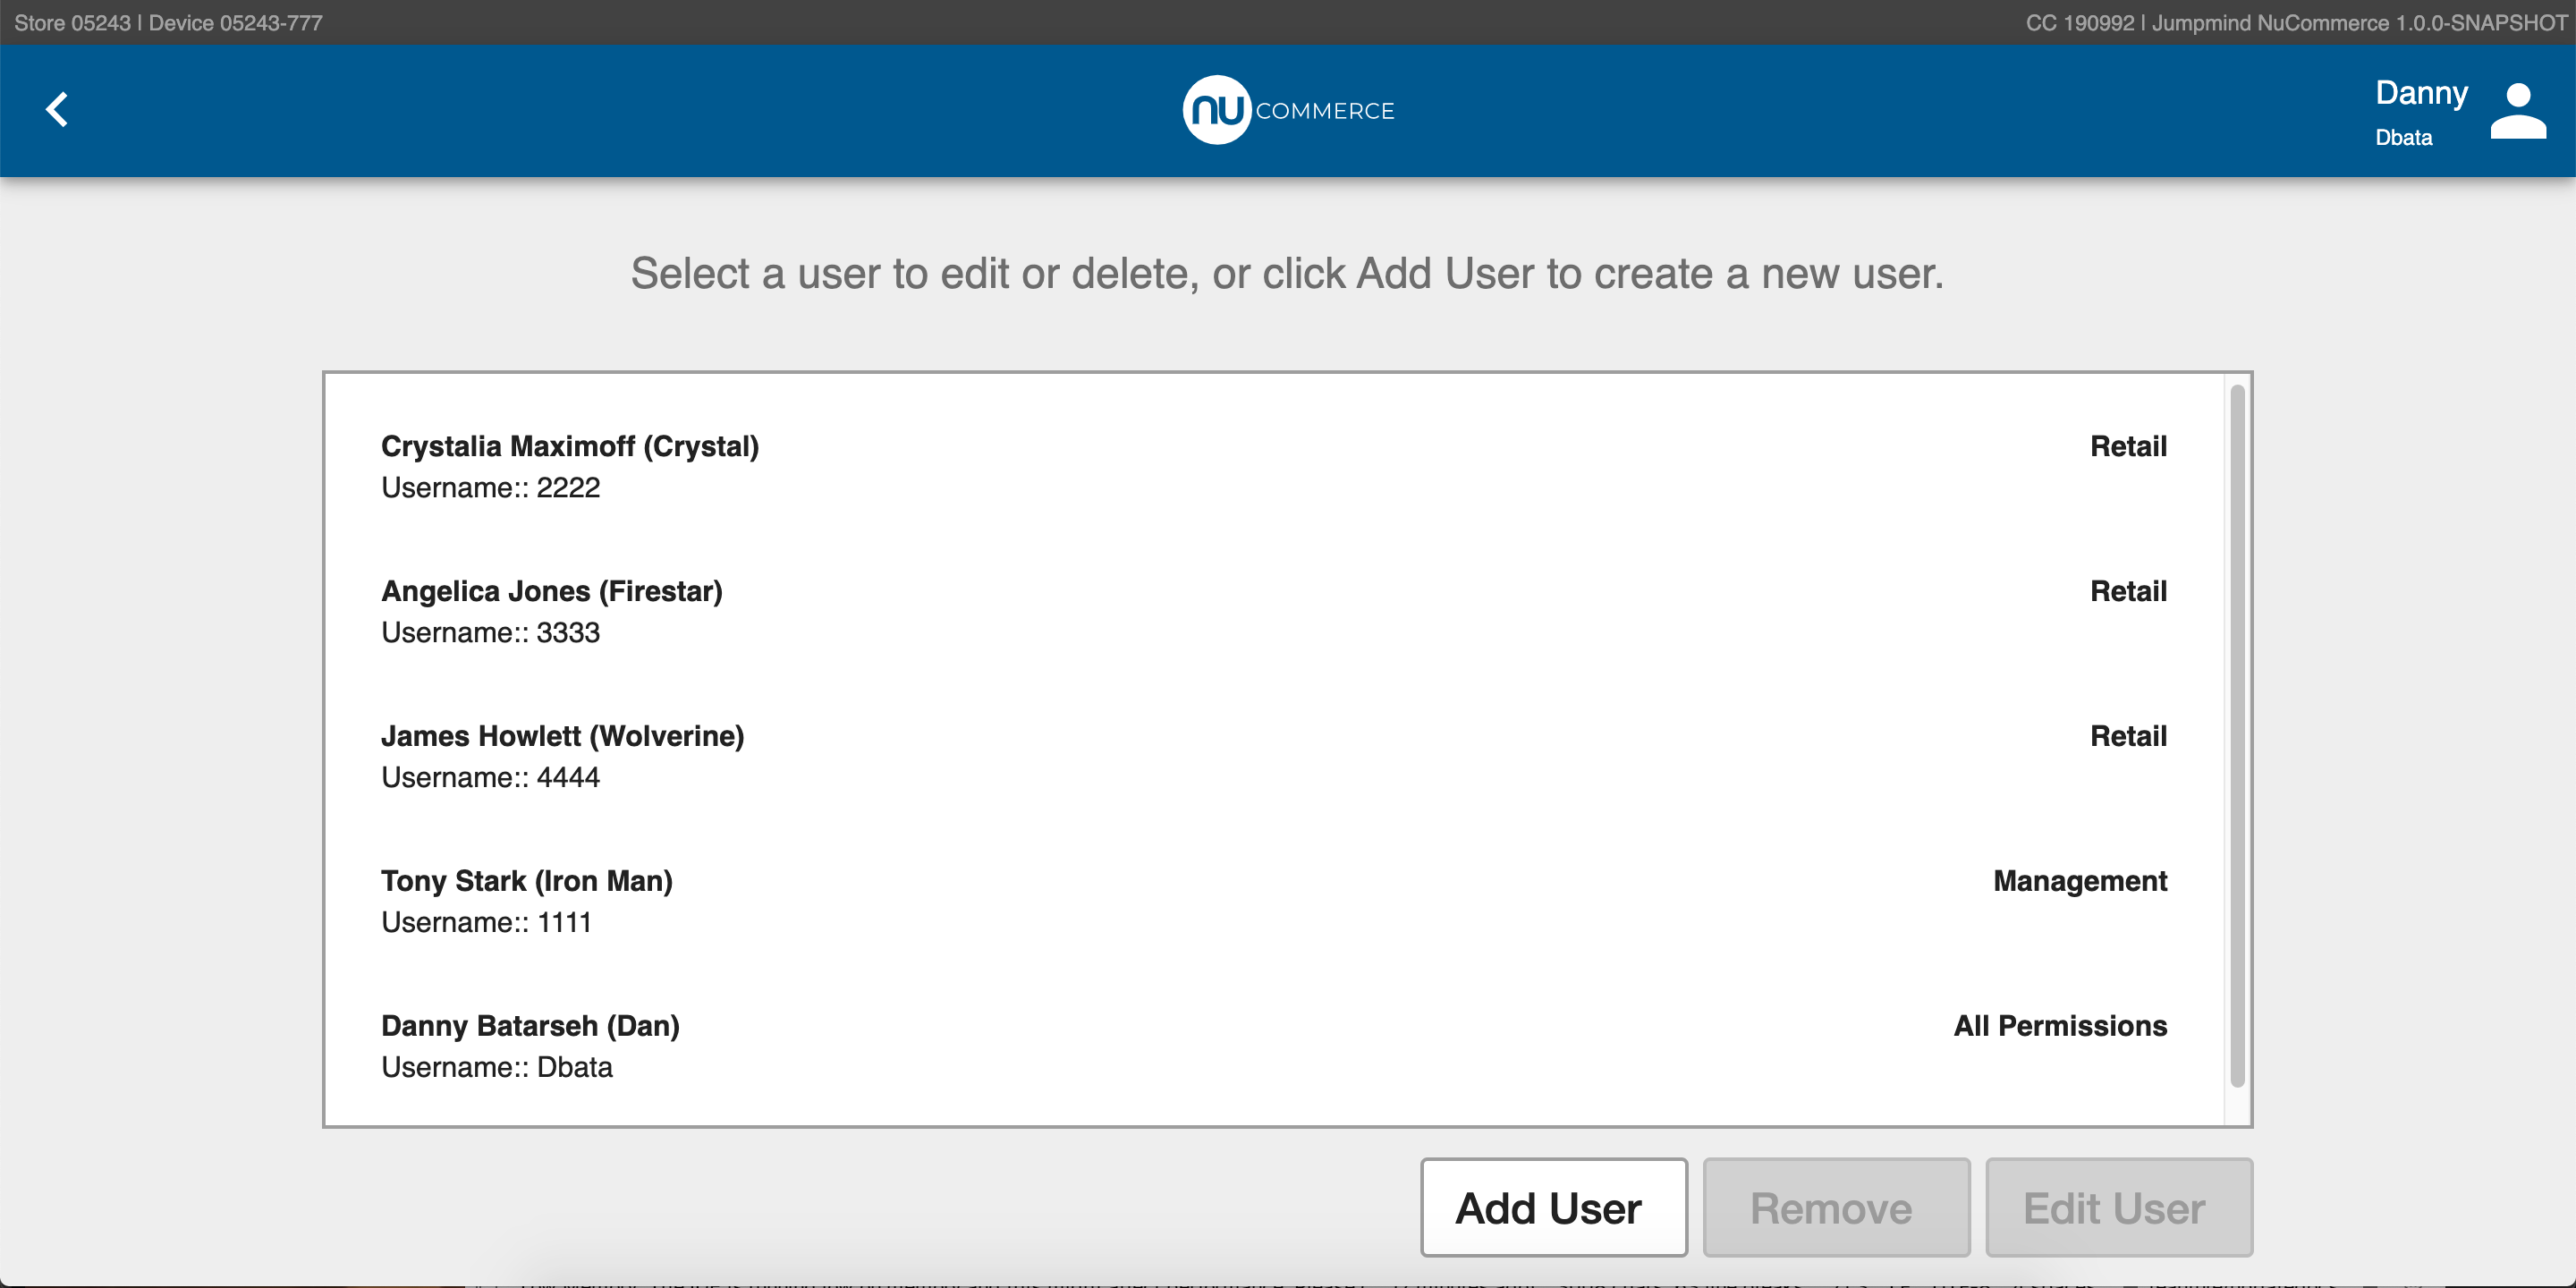 Store 05243 | Device 05243-777
CC 190992 | Jumpmind NuCommerce 1.0.0-SNAPSHOT
nu COMMERCE
Danny
Dbata
Select a user to edit or delete, or click Add User to create a new user.
Crystalia Maximoff (Crystal) Retail
Username:: 2222
Angelica Jones (Firestar) Retail
Username:: 3333
James Howlett (Wolverine) Retail
Username:: 4444
Tony Stark (Iron Man) Management
Username:: 1111
Danny Batarseh (Dan) All Permissions
Username:: Dbata
Add User Remove Edit User